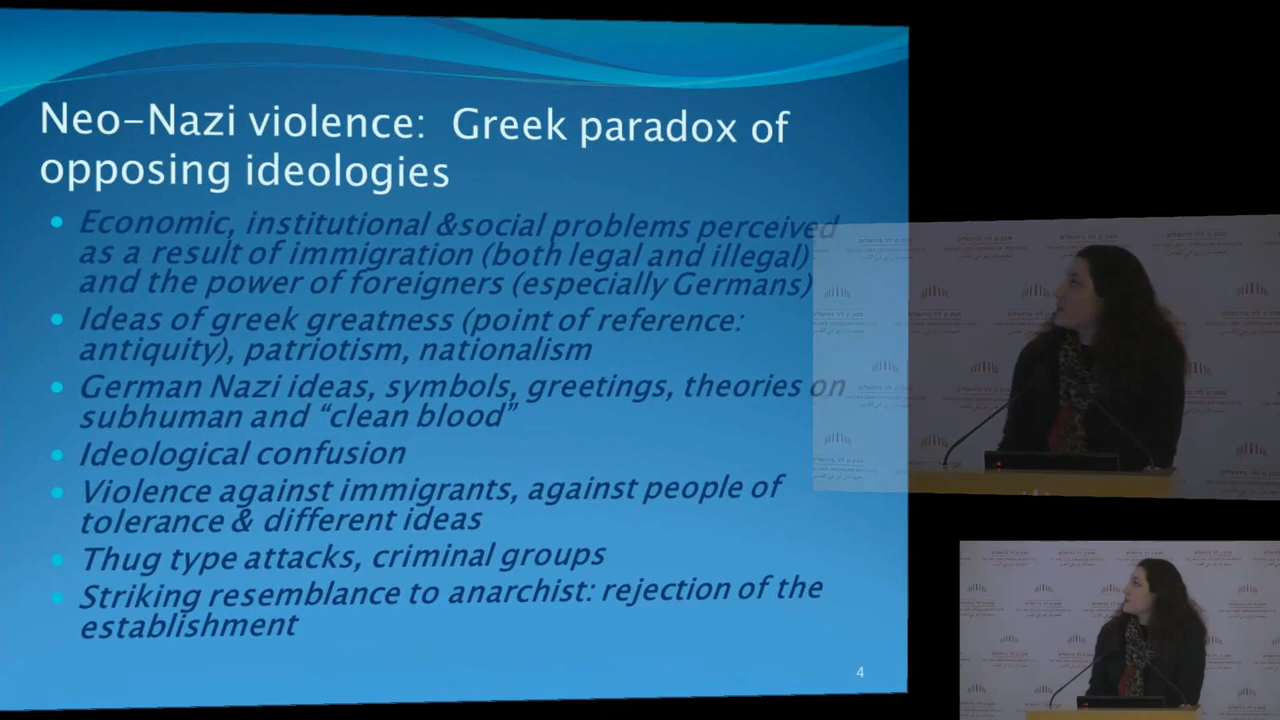 Neo-Nazi violence: Greek paradox of
opposing ideologies
Economic, institutional &social problems perceived
as a result of immigration (both legal and illegal)
and the power of foreigners (especially Germans)
Ideas of greek greatness (point of reference:
antiquity), patriotism, nationalism
German Nazi ideas, symbols, greetings, theories on
subhuman and “clean blood”
Ideological confusion
Violence against immigrants, against people of
tolerance & different ideas
Thug type attacks, criminal groups
Striking resemblance to anarchist: rejection of the
establishment
4